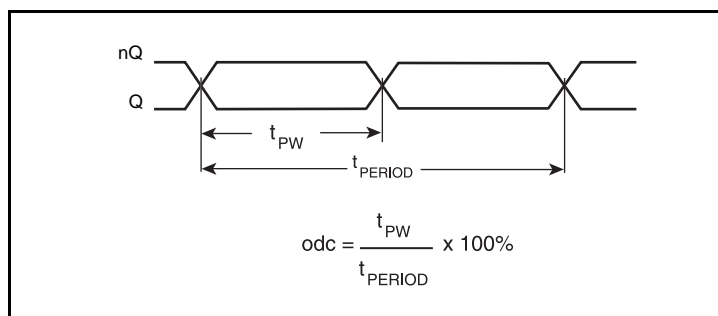 nQ
Q
tPW
tPERIOD
odc = tPW / tPERIOD x 100%